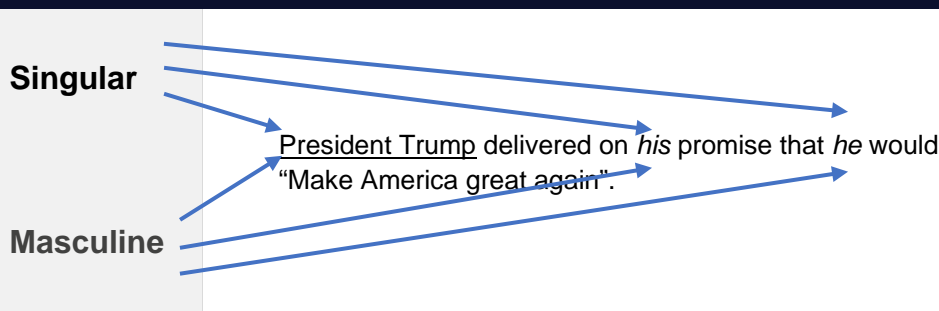 Singular
President Trump delivered on his promise that he would
“Make America great again”.
Masculine